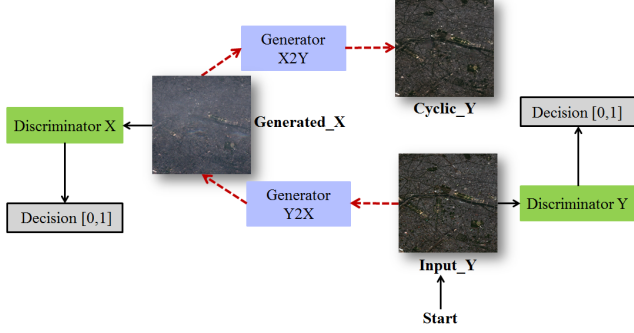 Generator
X2Y
Cyclic_Y
Generated_X
Discriminator X
Decision [0,1]
Decision [0,1]
Generator
Y2X
Discriminator Y
Input_Y
Start